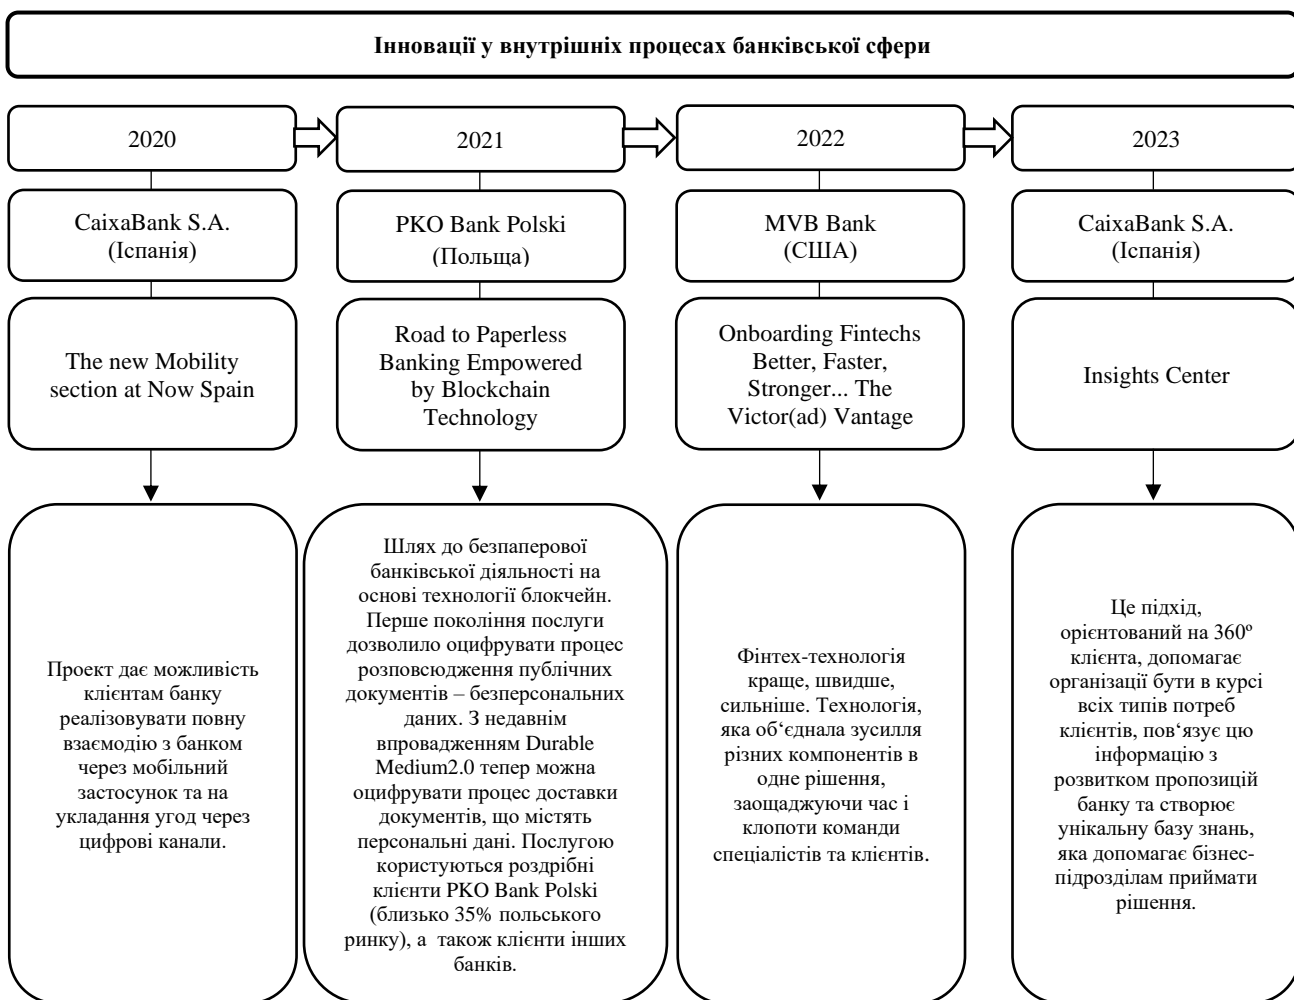 Інновації у внутрішніх процесах банківської сфери
2020
2021
2022
2023
CaixaBank S.A.
(Іспанія)
PKO Bank Polski
(Польща)
MVB Bank
(США)
CaixaBank S.A.
(Іспанія)
The new Mobility
section at Now Spain
Road to Paperless
Banking Empowered
by Blockchain
Technology
Onboarding Fintechs
Better, Faster,
Stronger... The
Victor(ad) Vantage
Insights Center
Проект дає можливість
клієнтам банку
реалізовувати повну
взаємодію з банком
через мобільний
застосунок та на
укладання угод через
цифрові канали.
Шлях до безпаперової
банківської діяльності на
основі технології блокчейн.
Перше покоління послуги
дозволило оцифрувати процес
розповсюдження публічних
документів – безперсональних
даних. З недавнім
впровадженням Durable
Medium2.0 тепер можна
оцифрувати процес доставки
документів, що містять
персональні дані. Послугою
користуються роздрібні
клієнти PKO Bank Polski
(близько 35% польського
ринку), а також клієнти інших
банків.
Фінтех-технологія
краще, швидше,
сильніше. Технологія,
яка об‘єднала зусилля
різних компонентів в
одне рішення,
заощаджуючи час і
клопоти команди
спеціалістів та клієнтів.
Це підхід,
орієнтований на 360º
клієнта, допомагає
організації бути в курсі
всіх типів потреб
клієнтів, пов‘язує цю
інформацію з
розвитком пропозицій
банку та створює
унікальну базу знань,
яка допомагає бізнес-
підрозділам приймати
рішення.